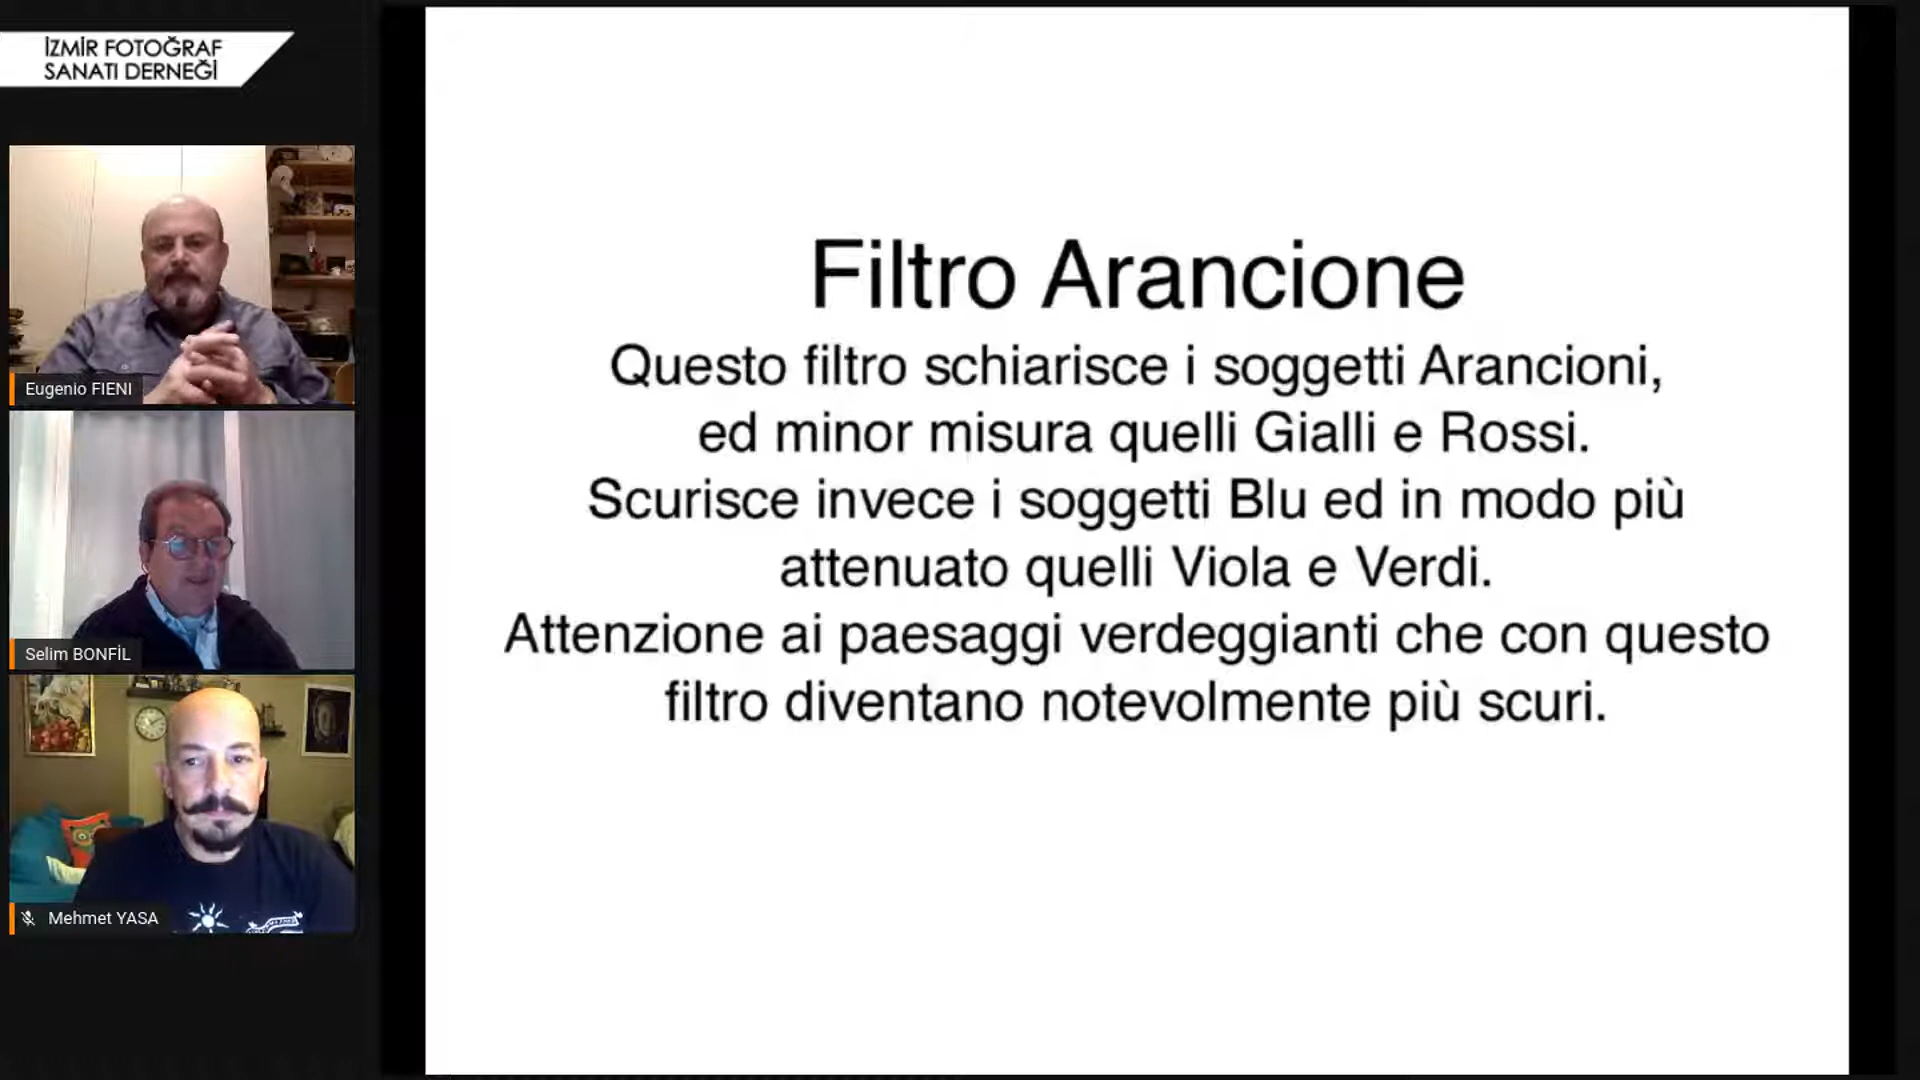 İZMİR FOTOĞRAF
SANATI DERNEĞİ
Eugenio FIENI
Selim BONFİL
Mehmet YASA
Filtro Arancione
Questo filtro schiarisce i soggetti Arancioni,
ed minor misura quelli Gialli e Rossi.
Scurisce invece i soggetti Blu ed in modo più
attenuato quelli Viola e Verdi.
Attenzione ai paesaggi verdeggianti che con questo
filtro diventano notevolmente più scuri.